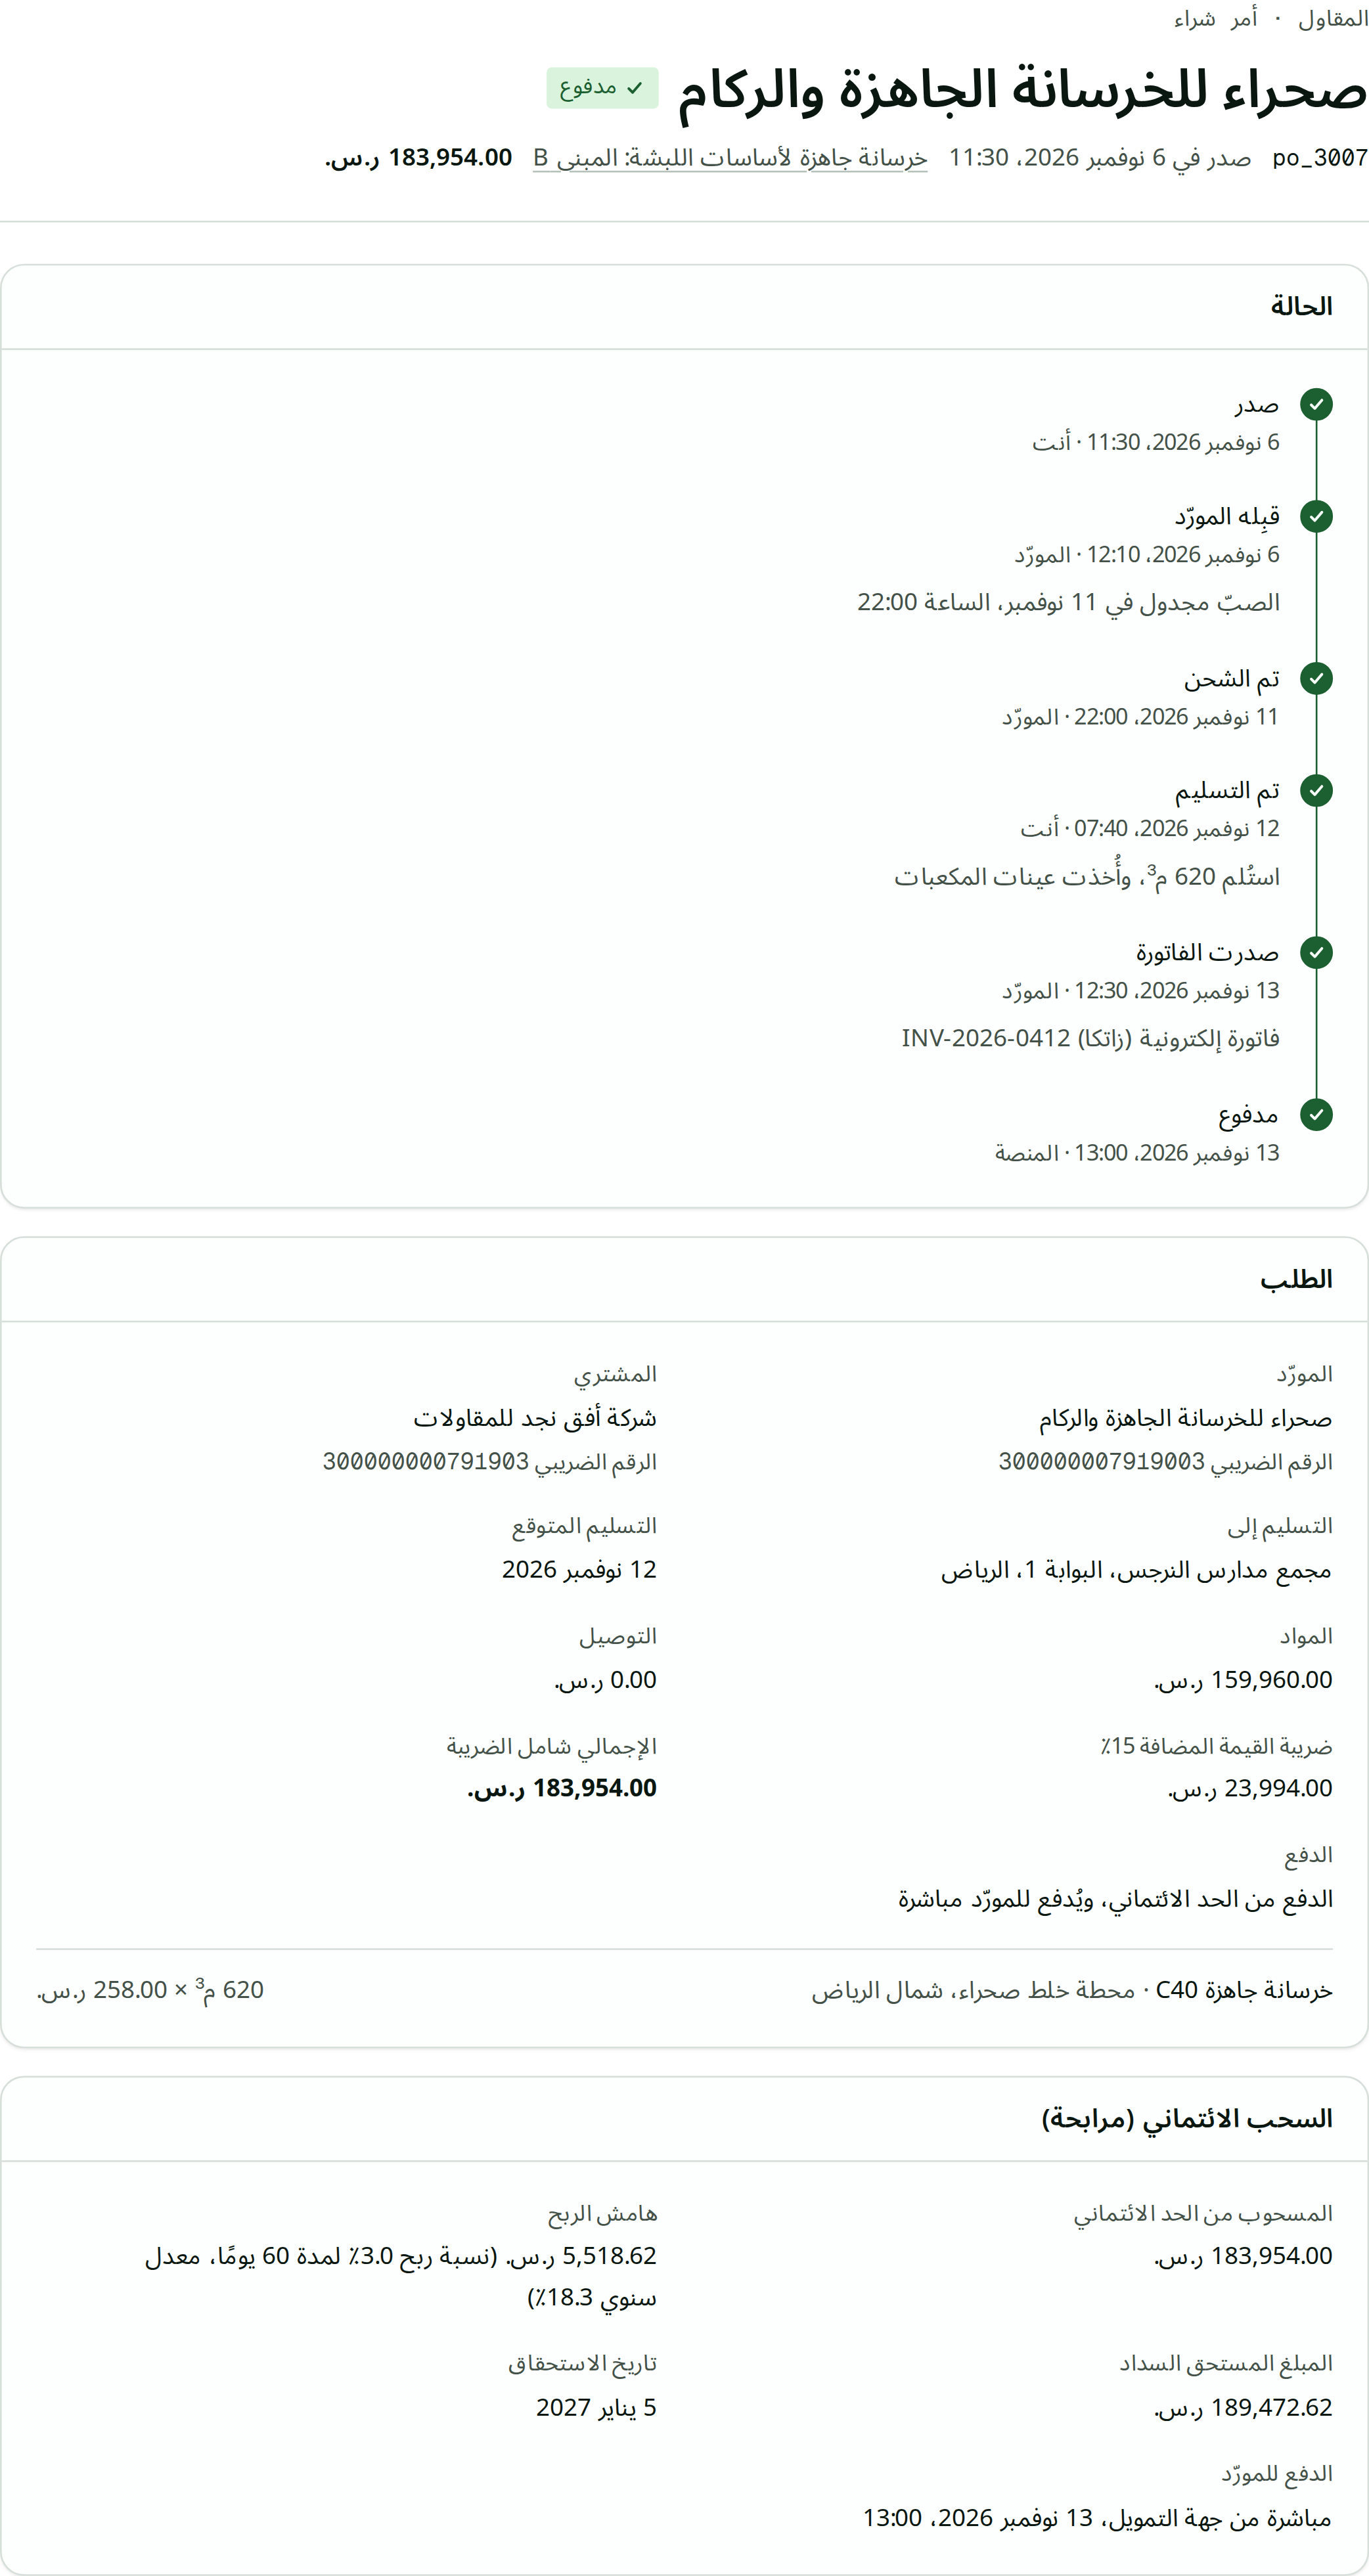 المقاول · أمر شراء
صحراء للخرسانة الجاهزة والركام مدفوع
po_3007 صدر في 6 نوفمبر 2026، 11:30 خرسانة جاهزة لأساسات اللبشة: المبنى B 183,954.00 ر.س.
الحالة
صدر
6 نوفمبر 2026، 11:30 · أنت
قبِله المورّد
6 نوفمبر 2026، 12:10 · المورّد
الصبّ مجدول في 11 نوفمبر، الساعة 22:00
تم الشحن
11 نوفمبر 2026، 22:00 · المورّد
تم التسليم
12 نوفمبر 2026، 07:40 · أنت
استُلم 620 م³، وأُخذت عينات المكعبات
صدرت الفاتورة
13 نوفمبر 2026، 12:30 · المورّد
فاتورة إلكترونية (زاتكا) INV-2026-0412
مدفوع
13 نوفمبر 2026، 13:00 · المنصة
الطلب
المورّد
صحراء للخرسانة الجاهزة والركام
الرقم الضريبي 300000007919003
المشتري
شركة أفق نجد للمقاولات
الرقم الضريبي 300000000791903
التسليم إلى
مجمع مدارس النرجس، البوابة 1، الرياض
التسليم المتوقع
12 نوفمبر 2026
المواد
159,960.00 ر.س.
التوصيل
0.00 ر.س.
ضريبة القيمة المضافة 15٪
23,994.00 ر.س.
الإجمالي شامل الضريبة
183,954.00 ر.س.
الدفع
الدفع من الحد الائتماني، ويُدفع للمورّد مباشرة
خرسانة جاهزة C40 · محطة خلط صحراء، شمال الرياض 620 م³ × 258.00 ر.س.
السحب الائتماني (مرابحة)
المسحوب من الحد الائتماني
183,954.00 ر.س.
هامش الربح
5,518.62 ر.س. (نسبة ربح 3.0٪ لمدة 60 يومًا، معدل
سنوي 18.3٪)
المبلغ المستحق السداد
189,472.62 ر.س.
تاريخ الاستحقاق
5 يناير 2027
الدفع للمورّد
مباشرة من جهة التمويل، 13 نوفمبر 2026، 13:00